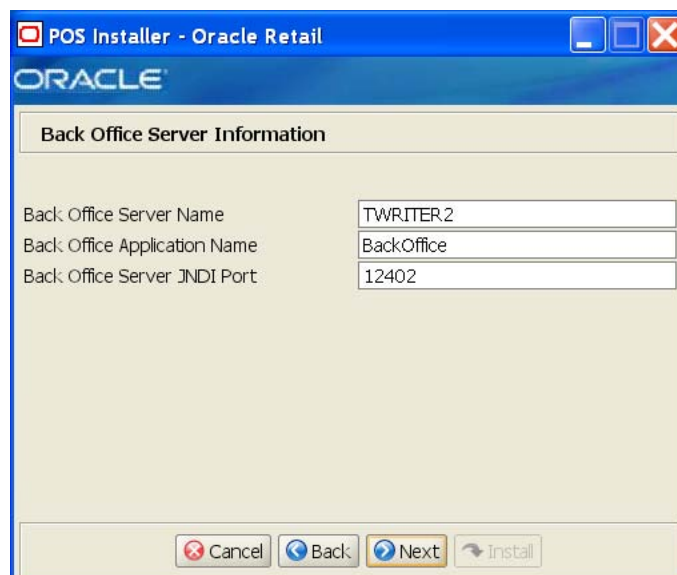 POS Installer - Oracle Retail
ORACLE
Back Office Server Information
Back Office Server Name TWRITER2
Back Office Application Name BackOffice
Back Office Server JNDI Port 12402
Cancel Back Next Install